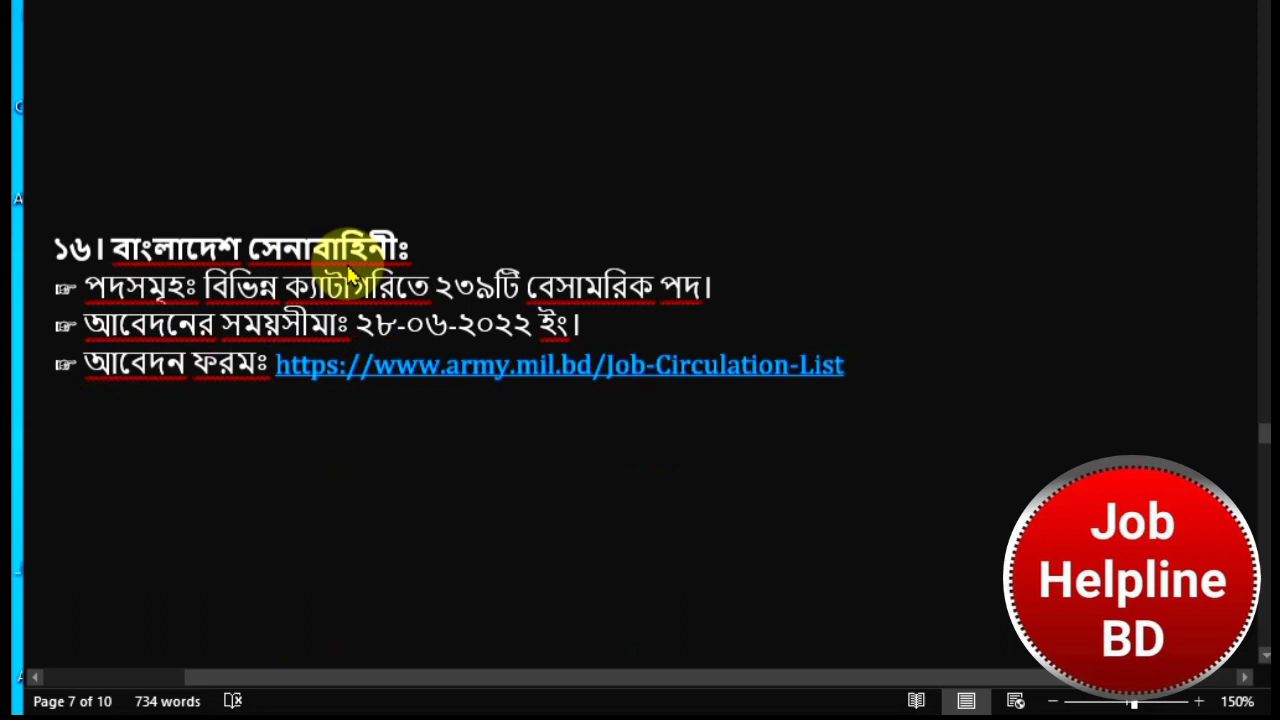 ১৬। বাংলাদেশ সেনাবাহিনীঃ
☞ পদসমূহঃ বিভিন্ন ক্যাটাগরিতে ২৩৯টি বেসামরিক পদ।
☞ আবেদনের সময়সীমাঃ ২৮-০৬-২০২২ ইং।
☞ আবেদন ফরমঃ https://www.army.mil.bd/Job-Circulation-List
Job
Helpline
BD
Page 7 of 10 734 words 150%